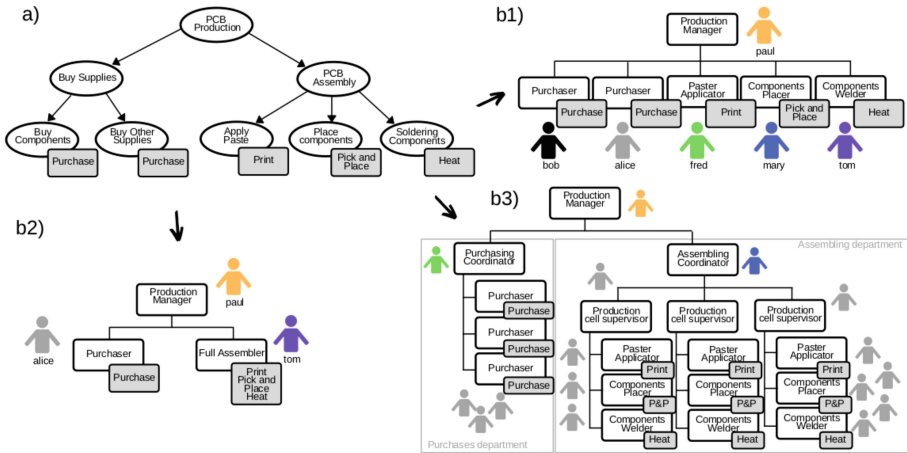 a)
PCB
Production
Buy Supplies
PCB
Assembly
Buy
Components
Purchase
Buy Other
Supplies
Purchase
Apply
Paste
Print
Place
components
Pick and
Place
Soldering
Components
Heat
b1)
Production
Manager
paul
Purchaser
Purchase
Purchaser
Purchase
Paster
Applicator
Print
Components
Placer
Pick and
Place
Components
Welder
Heat
bob
alice
fred
mary
tom
b2)
Production
Manager
paul
alice
Purchaser
Purchase
Full Assembler
Print
Pick and
Place
Heat
tom
b3)
Production
Manager
Purchasing
Coordinator
Purchaser
Purchase
Purchaser
Purchase
Purchaser
Purchase
Purchases department
Assembling department
Assembling
Coordinator
Production
cell supervisor
Paster
Applicator
Print
Components
Placer
P&P
Components
Welder
Heat
Production
cell supervisor
Paster
Applicator
Print
Components
Placer
P&P
Components
Welder
Heat
Production
cell supervisor
Paster
Applicator
Print
Components
Placer
P&P
Components
Welder
Heat